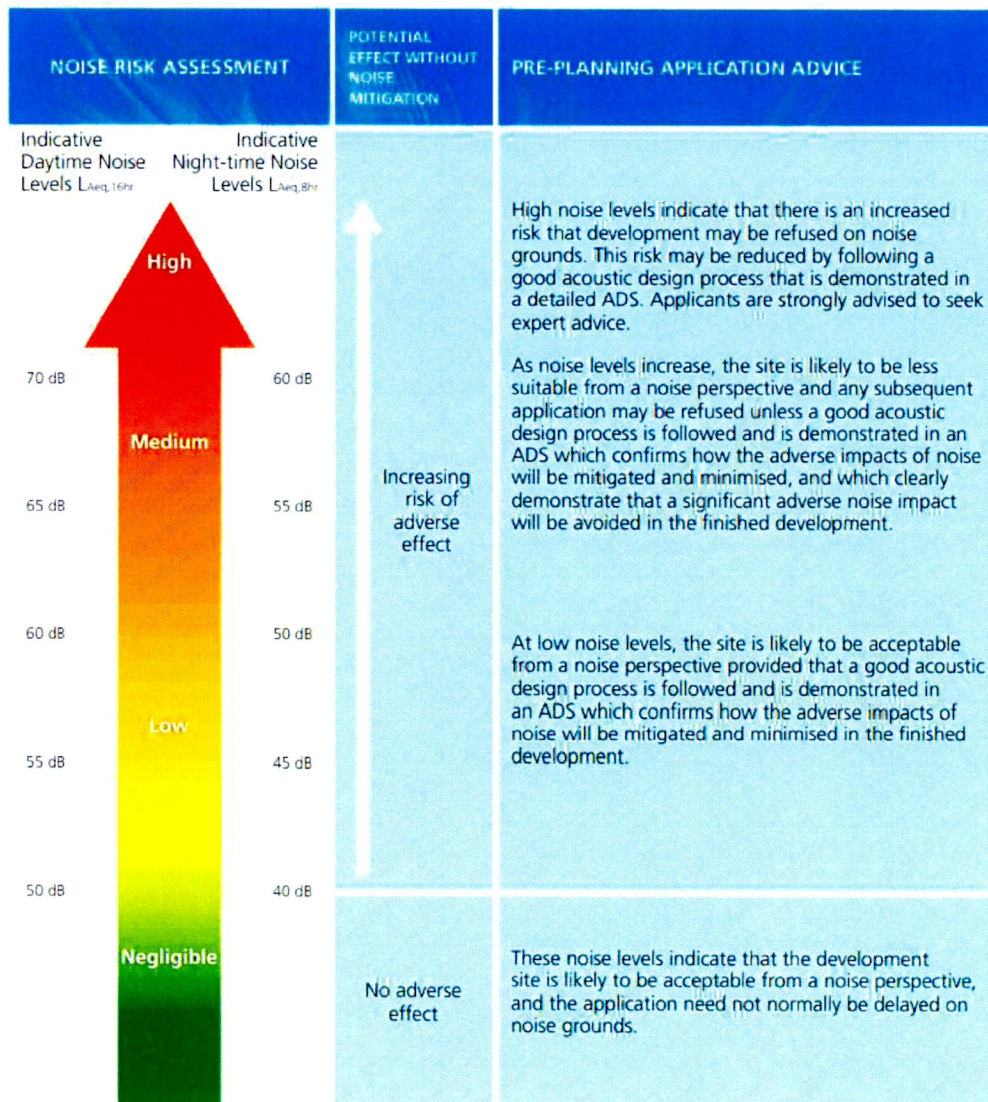 NOISE RISK ASSESSMENT
POTENTIAL
EFFECT WITHOUT
NOISE
MITIGATION
PRE-PLANNING APPLICATION ADVICE
Indicative
Daytime Noise
Levels LAeq,16hr
Indicative
Night-time Noise
Levels LAeq,8hr
High
70 dB
60 dB
Medium
65 dB
55 dB
60 dB
50 dB
Low
55 dB
45 dB
50 dB
40 dB
Negligible
Increasing
risk of
adverse
effect
No adverse
effect
High noise levels indicate that there is an increased
risk that development may be refused on noise
grounds. This risk may be reduced by following a
good acoustic design process that is demonstrated in
a detailed ADS. Applicants are strongly advised to seek
expert advice.
As noise levels increase, the site is likely to be less
suitable from a noise perspective and any subsequent
application may be refused unless a good acoustic
design process is followed and is demonstrated in an
ADS which confirms how the adverse impacts of noise
will be mitigated and minimised, and which clearly
demonstrate that a significant adverse noise impact
will be avoided in the finished development.
At low noise levels, the site is likely to be acceptable
from a noise perspective provided that a good acoustic
design process is followed and is demonstrated in
an ADS which confirms how the adverse impacts of
noise will be mitigated and minimised in the finished
development.
These noise levels indicate that the development
site is likely to be acceptable from a noise perspective,
and the application need not normally be delayed on
noise grounds.